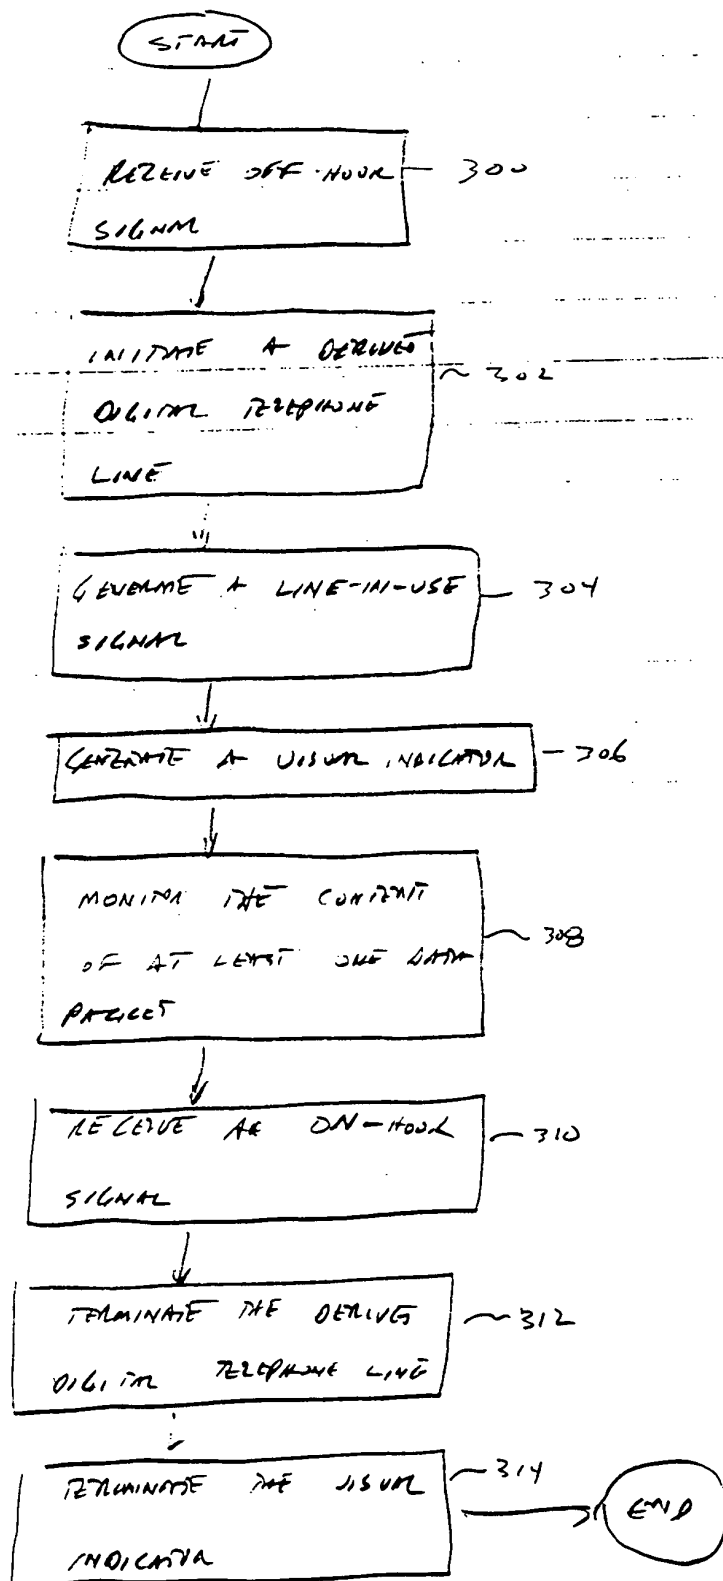 START
RECEIVE OFF-HOOK
300
SIGNAL
INITIATE A DERIVED
302
DIGITAL TELEPHONE
LINE
GENERATE A LINE-IN-USE
304
SIGNAL
GENERATE A VISUAL INDICATOR
306
MONITOR THE CONTENT
308
OF AT LEAST ONE DATA
PACKET
RECEIVE AN ON-HOOK
310
SIGNAL
TERMINATE THE DERIVED
312
DIGITAL TELEPHONE LINE
TERMINATE THE VISUAL
314
END
INDICATOR